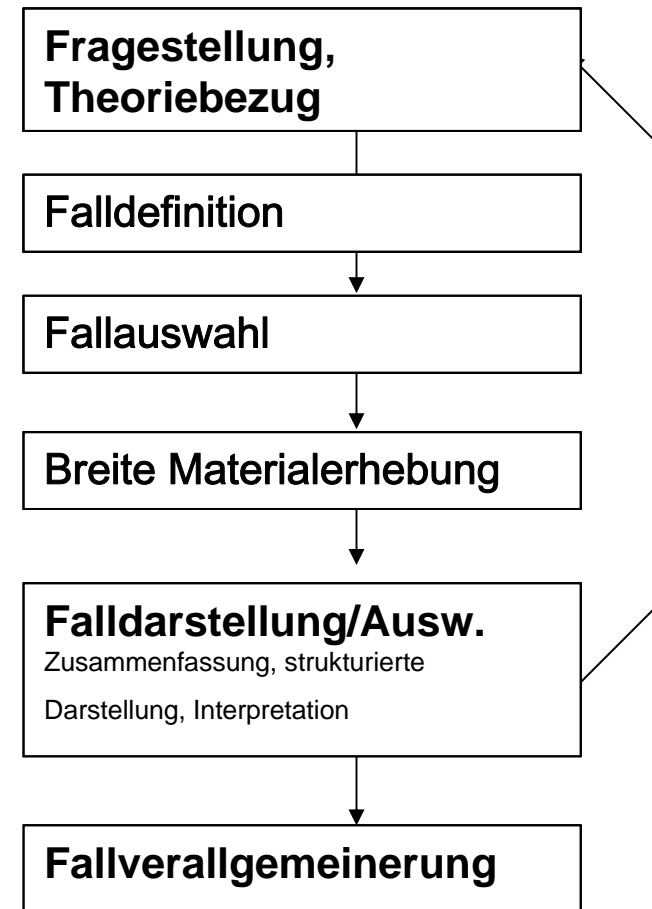 Fragestellung,
Theoriebezug
Falldefinition
Fallauswahl
Breite Materialerhebung
Falldarstellung/Ausw.
Zusammenfassung, strukturierte
Darstellung, Interpretation
Fallverallgemeinerung